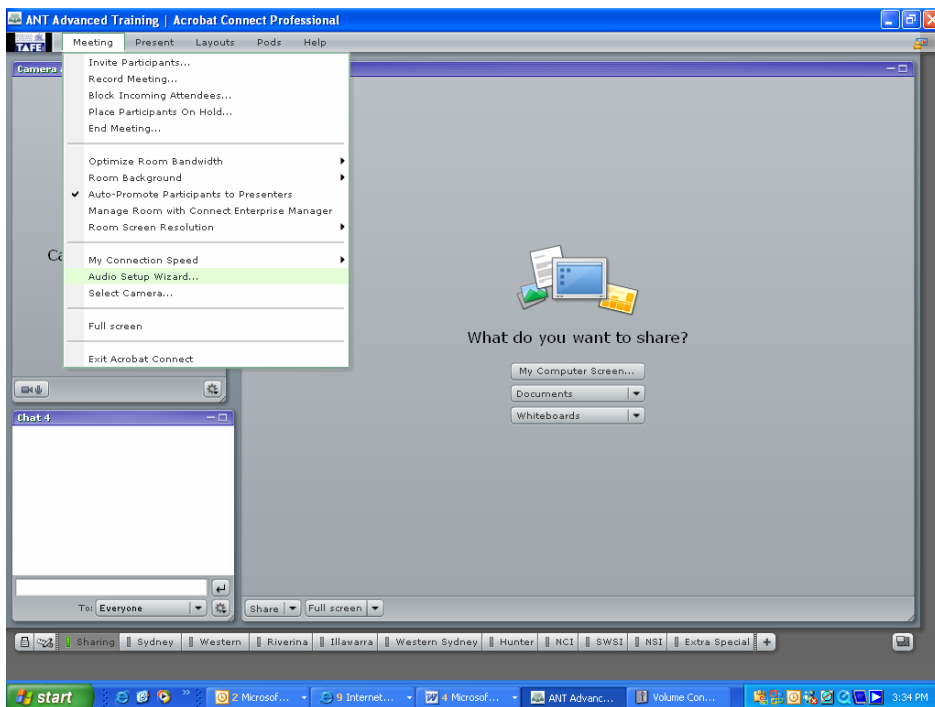 ANT Advanced Training | Acrobat Connect Professional
TAFE
Meeting Present Layouts Pods Help
Camera
Invite Participants...
Record Meeting...
Block Incoming Attendees...
Place Participants On Hold...
End Meeting...
Optimize Room Bandwidth
Room Background
Auto-Promote Participants to Presenters
Manage Room with Connect Enterprise Manager
Room Screen Resolution
Ca
My Connection Speed
Audio Setup Wizard...
Select Camera...
Full screen
Exit Acrobat Connect
What do you want to share?
My Computer Screen...
Documents
Whiteboards
Chat 4
To: Everyone
Share Full screen
Sharing Sydney Western Riverina Illawarra Western Sydney Hunter NCI SWSI NSI Extra Special +
start 2 Microsof... 9 Internet... 4 Microsof... ANT Advanc... Volume Con... 3:34 PM